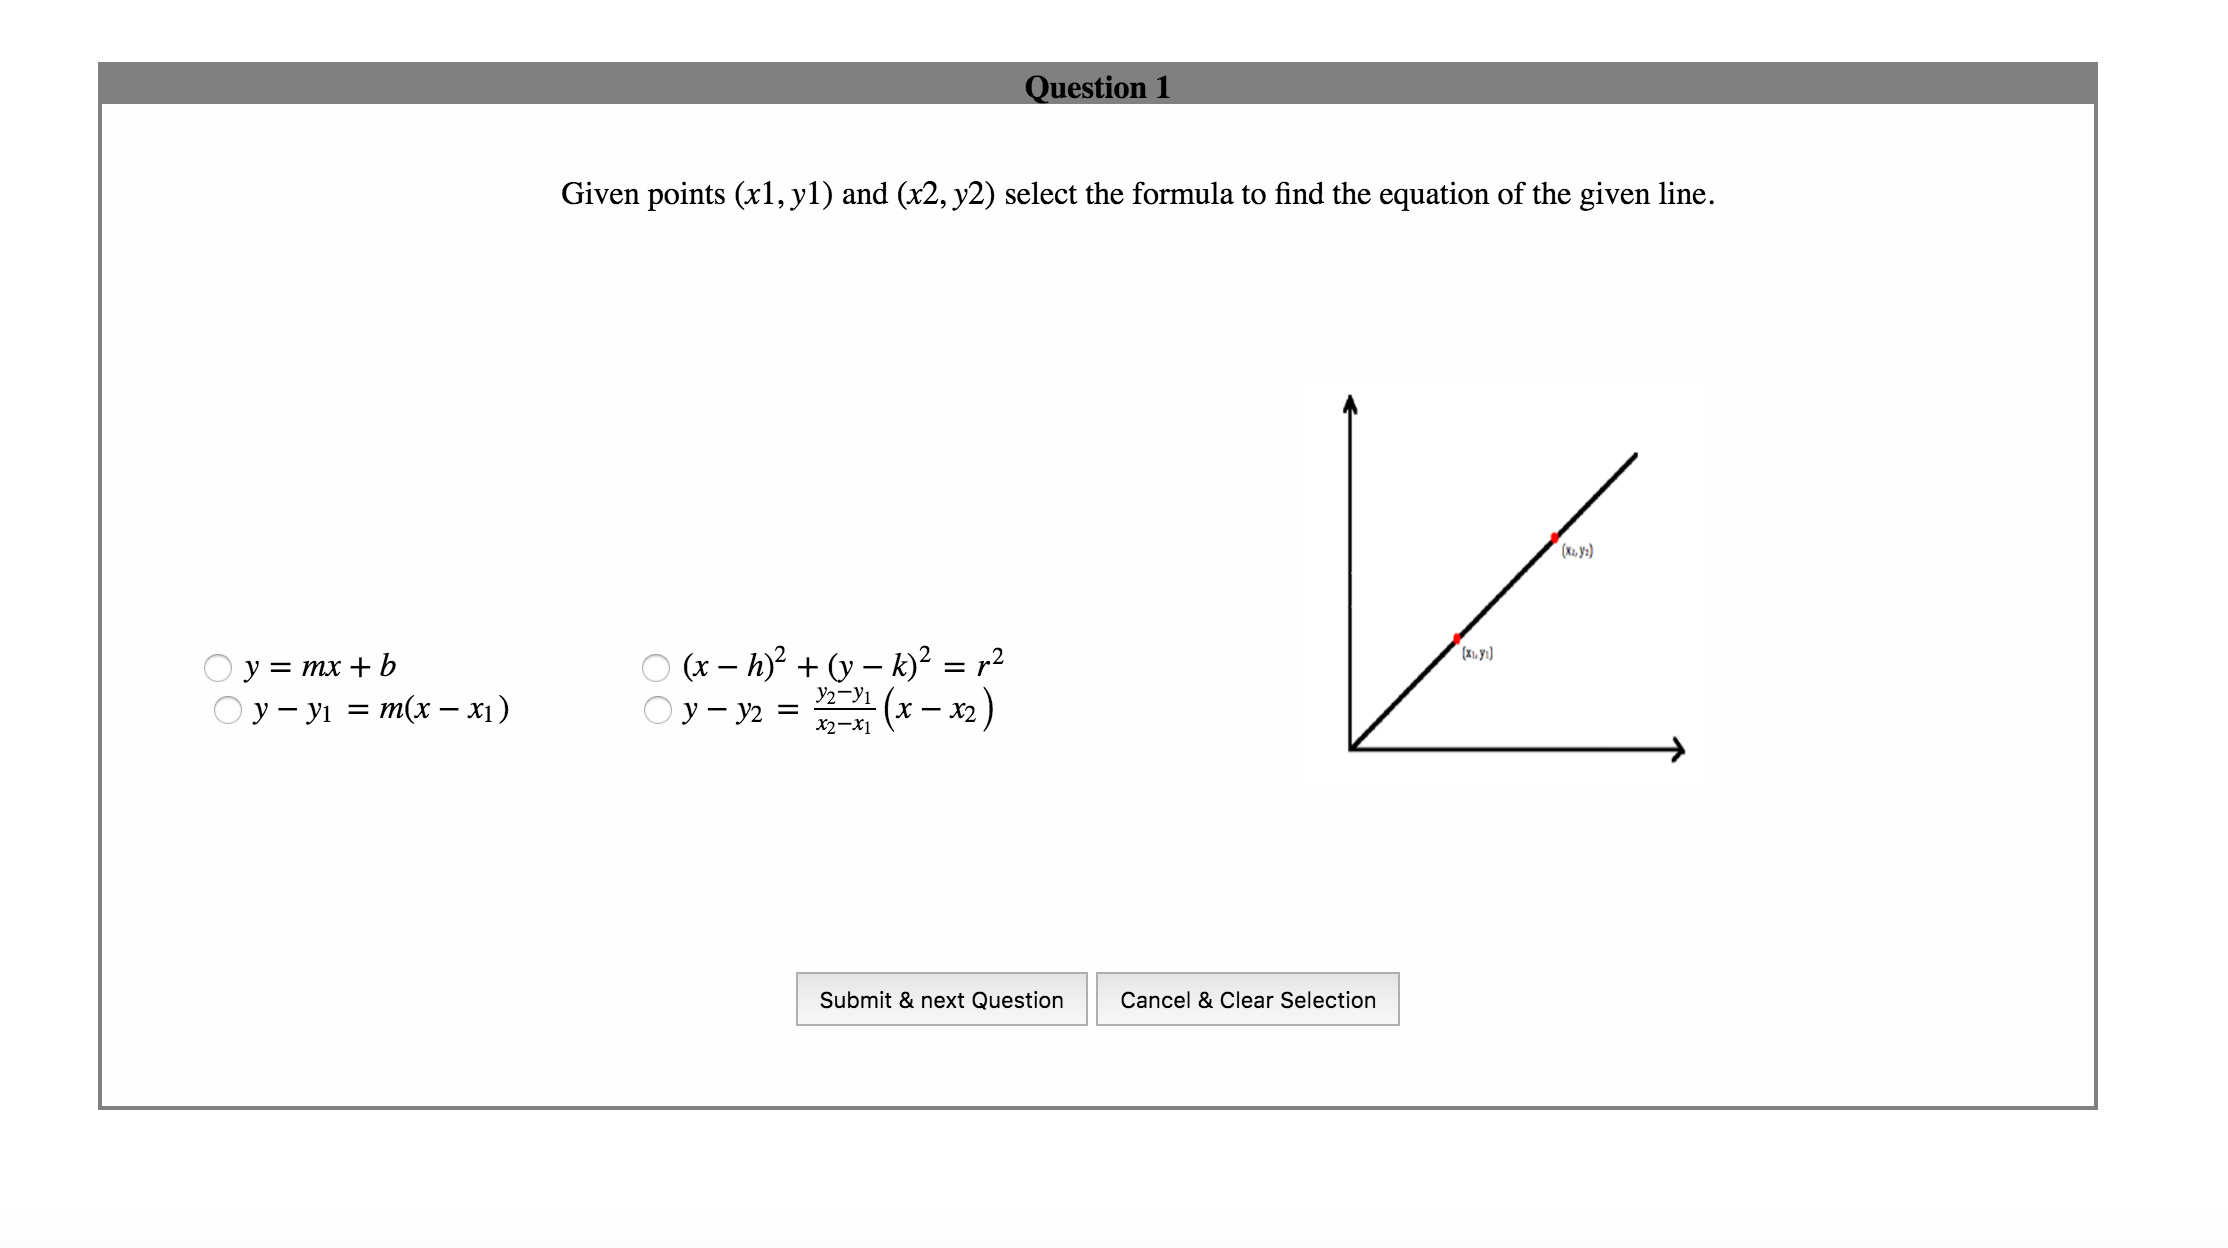 Question 1
Given points (x1, y1) and (x2, y2) select the formula to find the equation of the given line.
(x₂, y₂)
(x₁, y₁)
y = mx + b
(x − h)² + (y − k)² = r²
y − y₁ = m(x − x₁)
y − y₂ = y₂−y₁/x₂−x₁ (x − x₂)
Submit & next Question
Cancel & Clear Selection